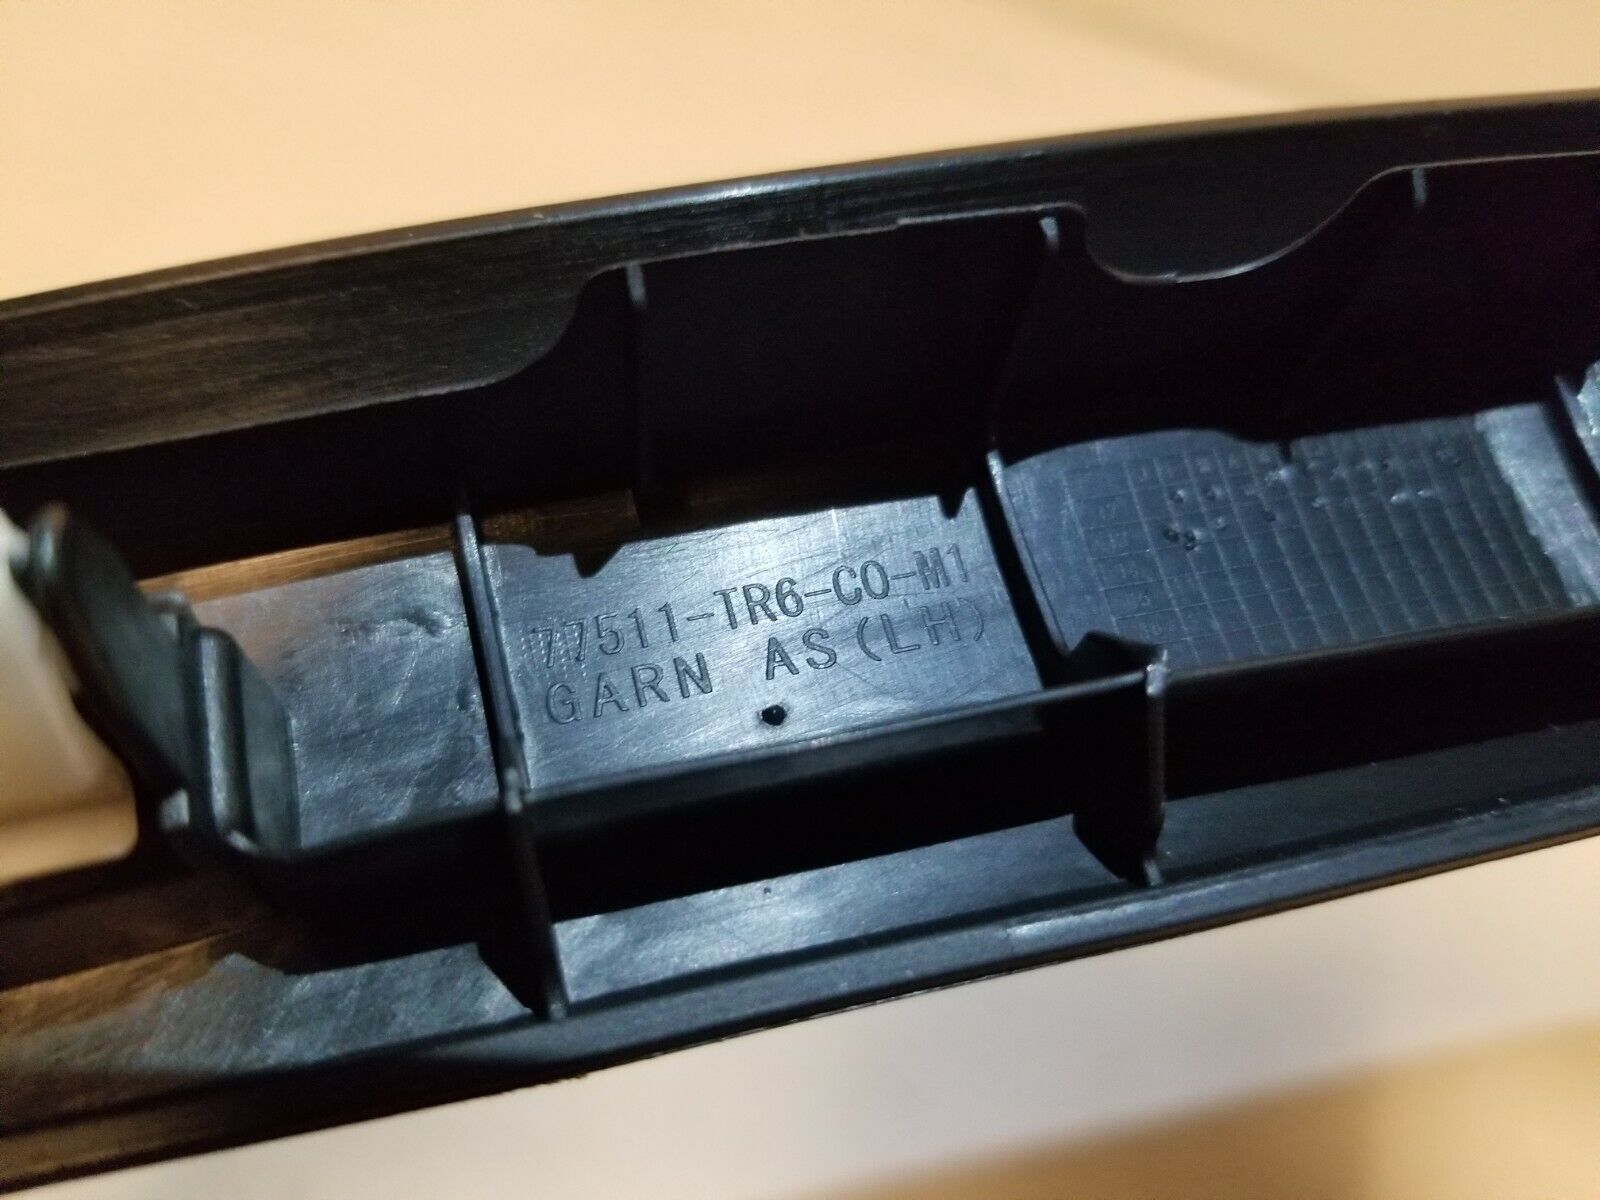 77511-TR6-C0-M1
GARN AS(LH)